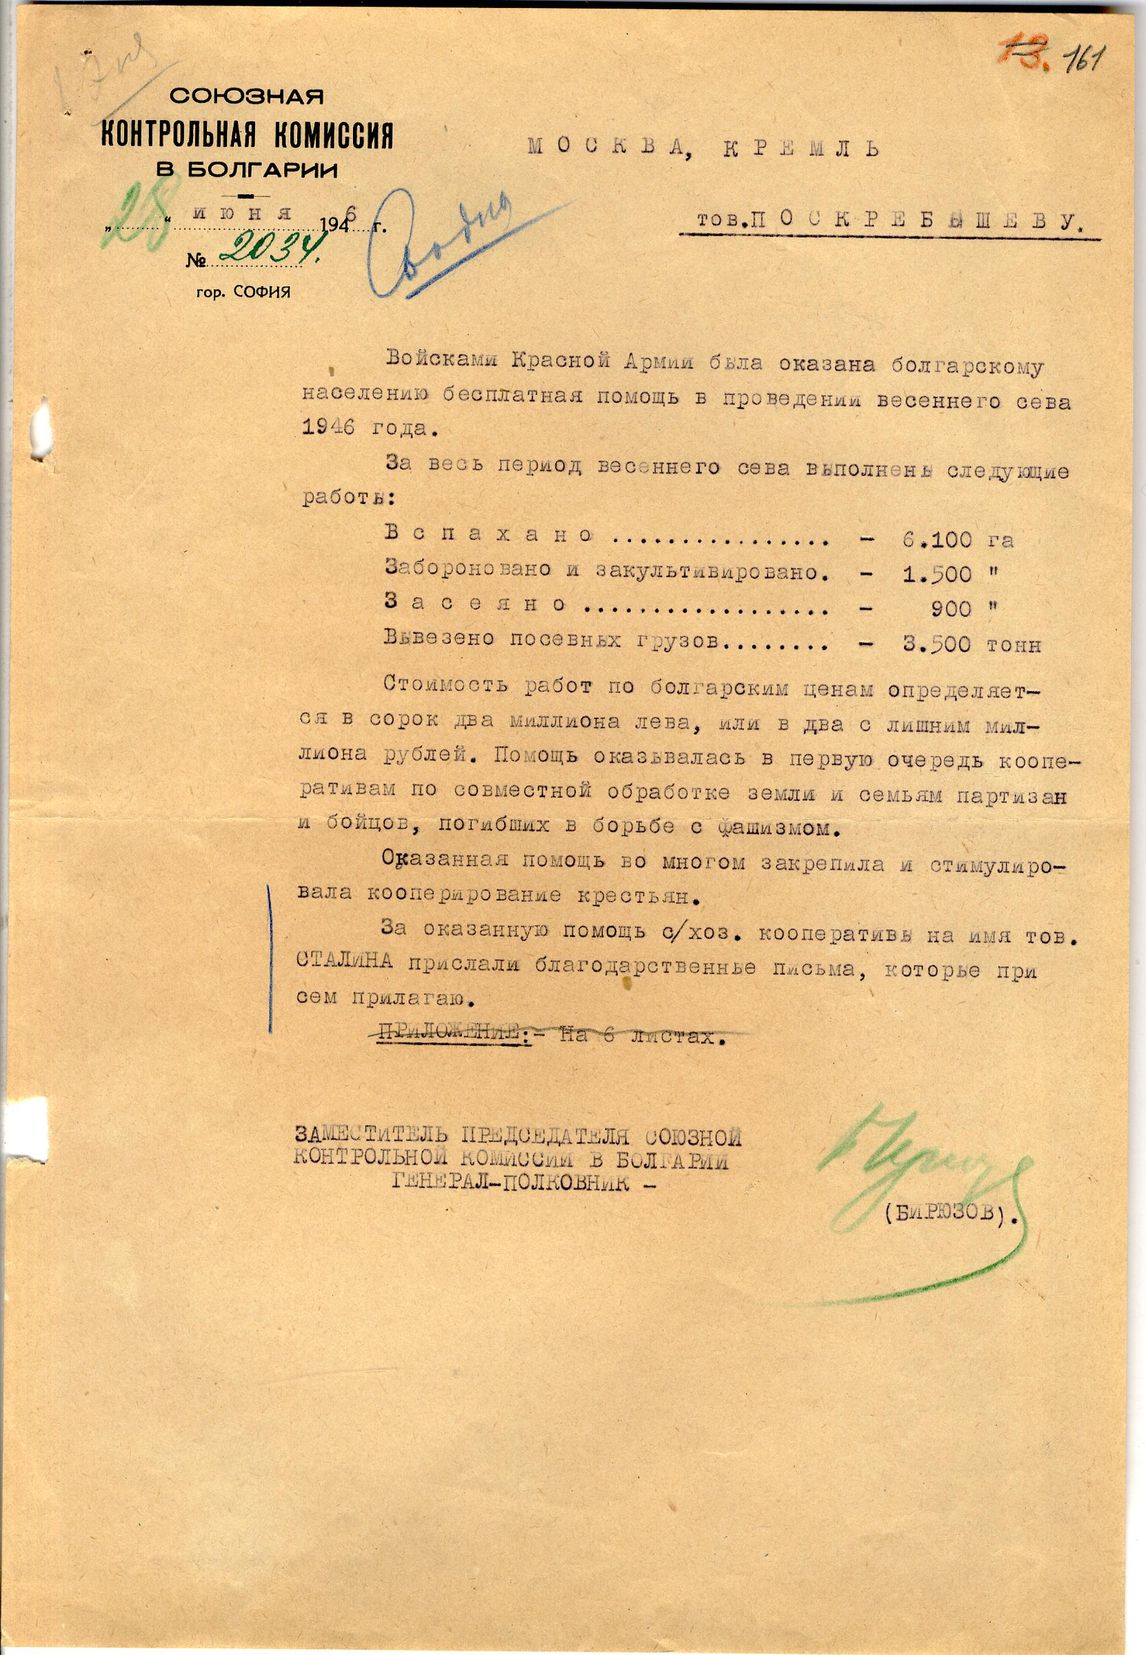 13. 161
СОЮЗНАЯ
КОНТРОЛЬНАЯ КОМИССИЯ
В БОЛГАРИИ
„28“ июня 1946 г.
№ 2034.
гор. СОФИЯ
МОСКВА, КРЕМЛЬ
тов.ПОСКРЕБЫШЕВУ.
Войсками Красной Армии была оказана болгарскому
населению бесплатная помощь в проведении весеннего сева
1946 года.
За весь период весеннего сева выполнены следующие
работы:
Вспахано ................ - 6.100 га
Забороновано и закультивировано. - 1.500 "
Засеяно .................. - 900 "
Вывезено посевных грузов........ - 3.500 тонн
Стоимость работ по болгарским ценам определяет-
ся в сорок два миллиона лева, или в два с лишним мил-
лиона рублей. Помощь оказывалась в первую очередь коопе-
ративам по совместной обработке земли и семьям партизан
и бойцов, погибших в борьбе с фашизмом.
Оказанная помощь во многом закрепила и стимулиро-
вала кооперирование крестьян.
За оказанную помощь с/хоз. кооперативы на имя тов.
СТАЛИНА прислали благодарственные письма, которые при
сем прилагаю.
ПРИЛОЖЕНИЕ:- На 6 листах.
ЗАМЕСТИТЕЛЬ ПРЕДСЕДАТЕЛЯ СОЮЗНОЙ
КОНТРОЛЬНОЙ КОМИССИИ В БОЛГАРИИ
ГЕНЕРАЛ-ПОЛКОВНИК -
(БИРЮЗОВ).